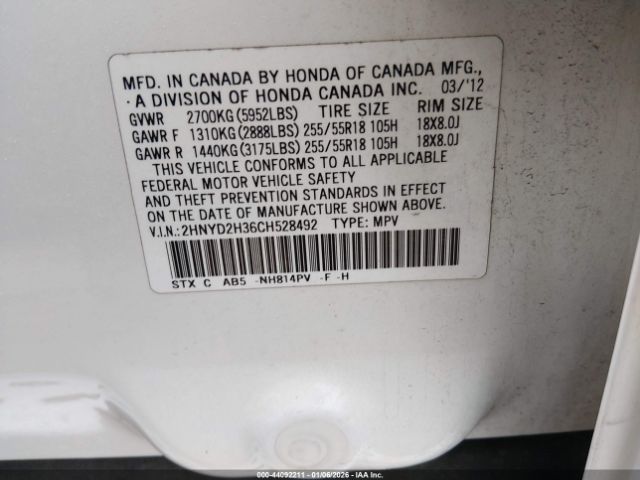 MFD. IN CANADA BY HONDA OF CANADA MFG.,
A DIVISION OF HONDA CANADA INC. 03/'12
GVWR 2700KG(5952LBS) TIRE SIZE RIM SIZE
GAWR F 1310KG(2888LBS) 255/55R18 105H 18X8.0J
GAWR R 1440KG(3175LBS) 255/55R18 105H 18X8.0J
THIS VEHICLE CONFORMS TO ALL APPLICABLE
FEDERAL MOTOR VEHICLE SAFETY
AND THEFT PREVENTION STANDARDS IN EFFECT
ON THE DATE OF MANUFACTURE SHOWN ABOVE.
V.I.N.:2HNYD2H36CH528492 TYPE: MPV
STX C AB5 -NH814PV -F -H
000-44092211 - 01/06/2026 - IAA Inc.